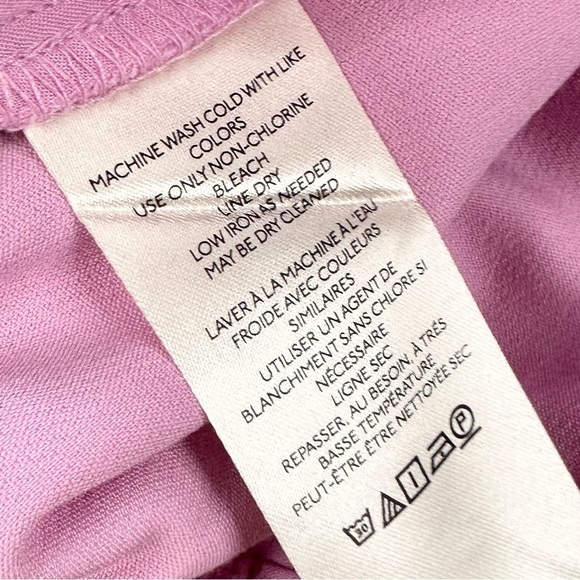 MACHINE WASH COLD WITH LIKE
COLORS
USE ONLY NON-CHLORINE
BLEACH
LINE DRY
LOW IRON AS NEEDED
MAY BE DRY CLEANED
LAVER À LA MACHINE À L'EAU
FROIDE AVEC COULEURS
SIMILAIRES
UTILISER UN AGENT DE
BLANCHIMENT SANS CHLORE SI
NÉCESSAIRE
LIGNE SEC
REPASSER, AU BESOIN, À TRÈS
BASSE TEMPÉRATURE
PEUT-ÊTRE ÊTRE NETTOYÉE SEC
30 P